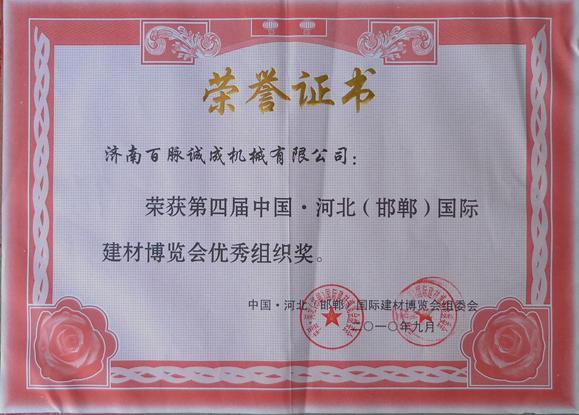 荣誉证书
济南百脉诚成机械有限公司：
荣获第四届中国·河北（邯郸）国际
建材博览会优秀组织奖。
中国·河北（邯郸）国际建材博览会组委会
二〇一〇年九月